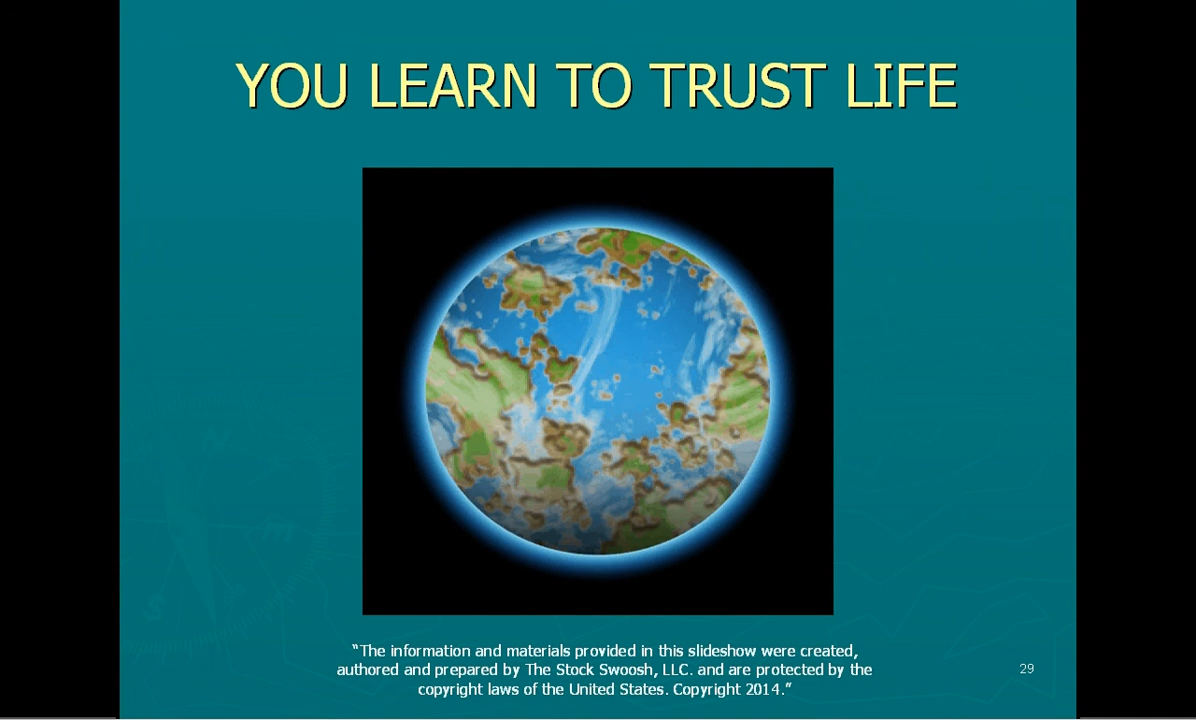 YOU LEARN TO TRUST LIFE
“The information and materials provided in this slideshow were created,
authored and prepared by The Stock Swoosh, LLC. and are protected by the
copyright laws of the United States. Copyright 2014.”
29
N
S